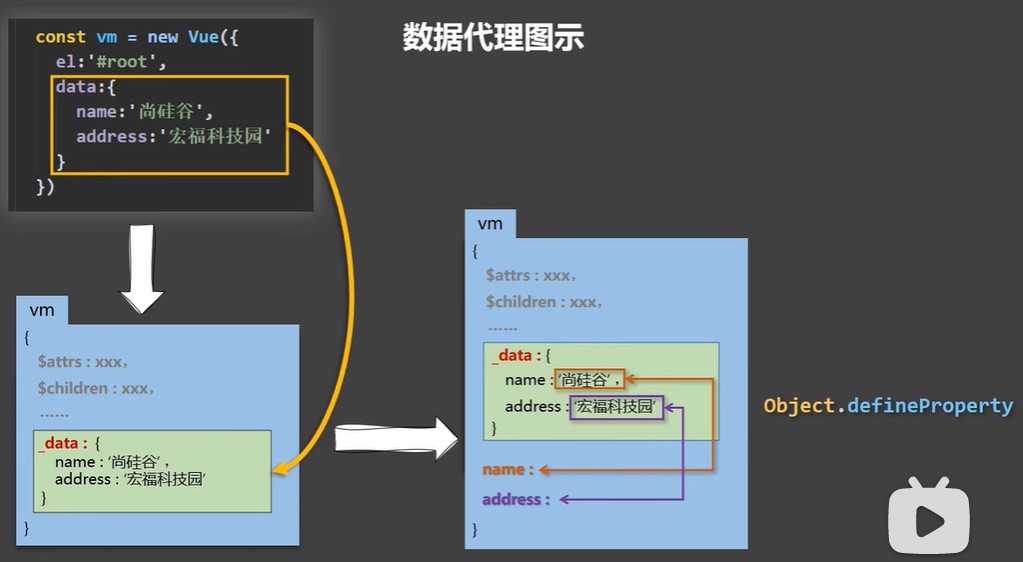 数据代理图示
const vm = new Vue({
el:'#root',
data:{
name:'尚硅谷',
address:'宏福科技园'
}
})
vm
{
$attrs : xxx,
$children : xxx,
......
_data : {
name : '尚硅谷' ,
address : '宏福科技园'
}
}
vm
{
$attrs : xxx,
$children : xxx,
......
_data : {
name : '尚硅谷' ,
address : '宏福科技园'
}
name :
address :
}
Object.defineProperty